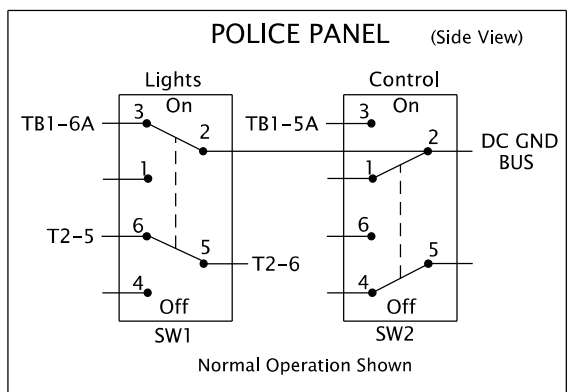 POLICE PANEL (Side View)
Lights Control
On On
TB1-6A 3 TB1-5A 3
2 2 DC GND
BUS
1 1
6 6
T2-5 5 T2-6 5
4 4
Off Off
SW1 SW2
Normal Operation Shown